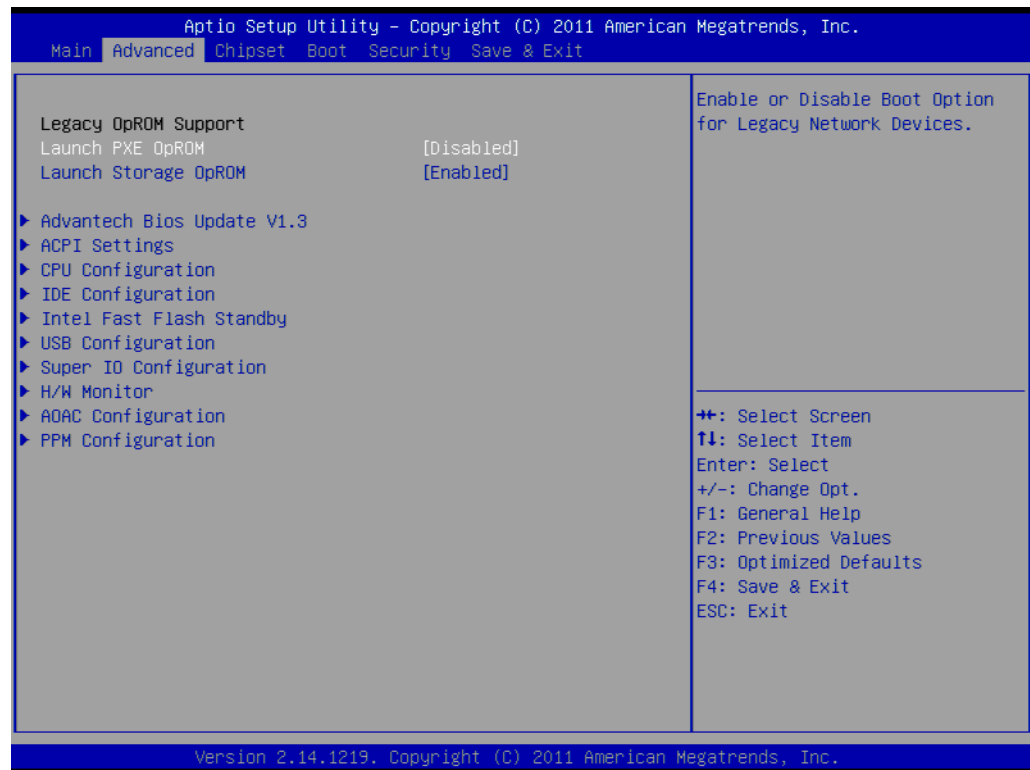 Aptio Setup Utility – Copyright (C) 2011 American Megatrends, Inc.
Main Advanced Chipset Boot Security Save & Exit
Legacy OpROM Support
Launch PXE OpROM [Disabled]
Launch Storage OpROM [Enabled]
▶ Advantech Bios Update V1.3
▶ ACPI Settings
▶ CPU Configuration
▶ IDE Configuration
▶ Intel Fast Flash Standby
▶ USB Configuration
▶ Super IO Configuration
▶ H/W Monitor
▶ AOAC Configuration
▶ PPM Configuration
Enable or Disable Boot Option
for Legacy Network Devices.
→←: Select Screen
↑↓: Select Item
Enter: Select
+/-: Change Opt.
F1: General Help
F2: Previous Values
F3: Optimized Defaults
F4: Save & Exit
ESC: Exit
Version 2.14.1219. Copyright (C) 2011 American Megatrends, Inc.